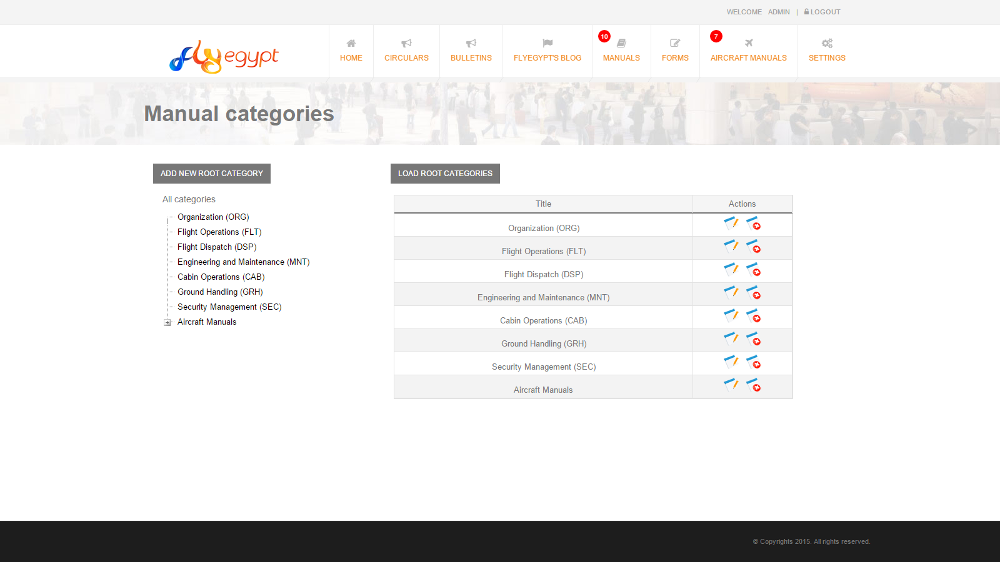 WELCOME ADMIN | LOGOUT
flyegypt
10
7
HOME
CIRCULARS
BULLETINS
FLYEGYPT'S BLOG
MANUALS
FORMS
AIRCRAFT MANUALS
SETTINGS
Manual categories
ADD NEW ROOT CATEGORY
All categories
Organization (ORG)
Flight Operations (FLT)
Flight Dispatch (DSP)
Engineering and Maintenance (MNT)
Cabin Operations (CAB)
Ground Handling (GRH)
Security Management (SEC)
Aircraft Manuals
LOAD ROOT CATEGORIES
Title Actions
Organization (ORG)
Flight Operations (FLT)
Flight Dispatch (DSP)
Engineering and Maintenance (MNT)
Cabin Operations (CAB)
Ground Handling (GRH)
Security Management (SEC)
Aircraft Manuals
© Copyrights 2015. All rights reserved.